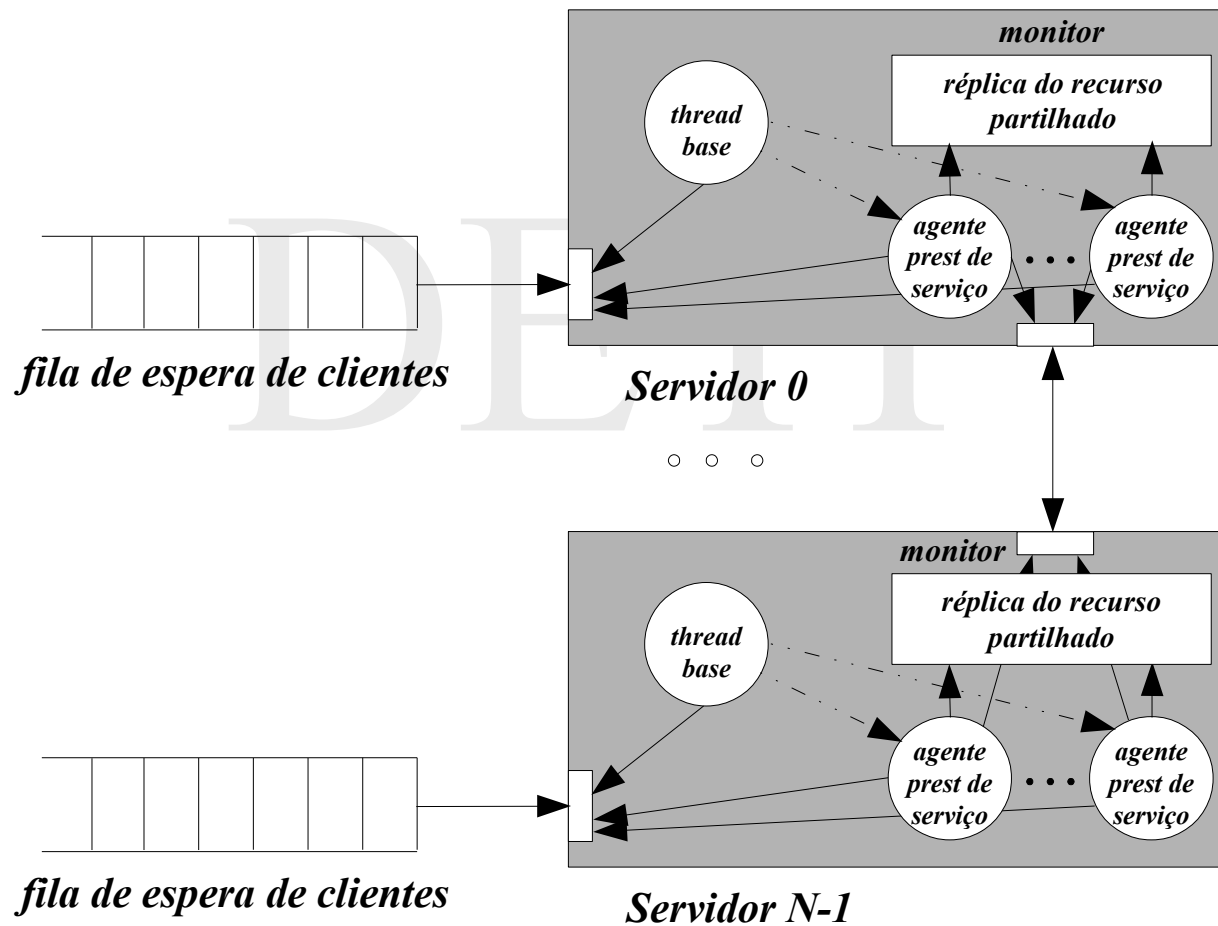 monitor
réplica do recurso
partilhado
thread
base
agente
prest de
serviço
• • •
agente
prest de
serviço
fila de espera de clientes
Servidor 0
DETI
monitor
réplica do recurso
partilhado
thread
base
agente
prest de
serviço
• • •
agente
prest de
serviço
fila de espera de clientes
Servidor N-1